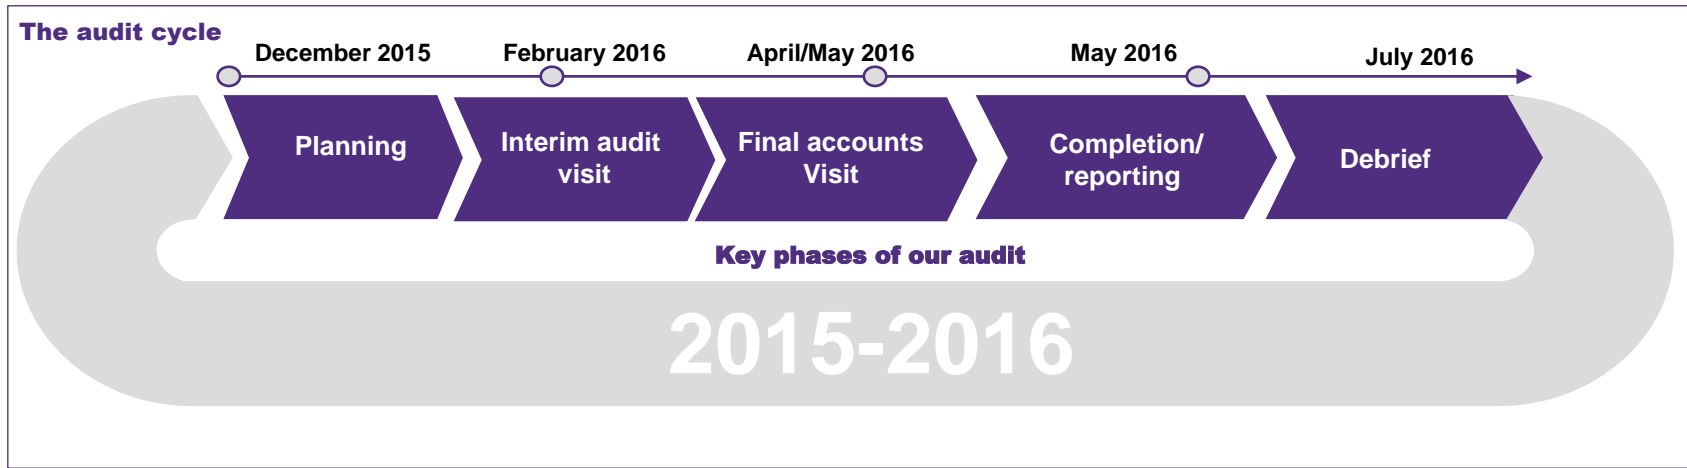 The audit cycle
December 2015
February 2016
April/May 2016
May 2016
July 2016
Planning
Interim audit
visit
Final accounts
Visit
Completion/
reporting
Debrief
Key phases of our audit
2015-2016